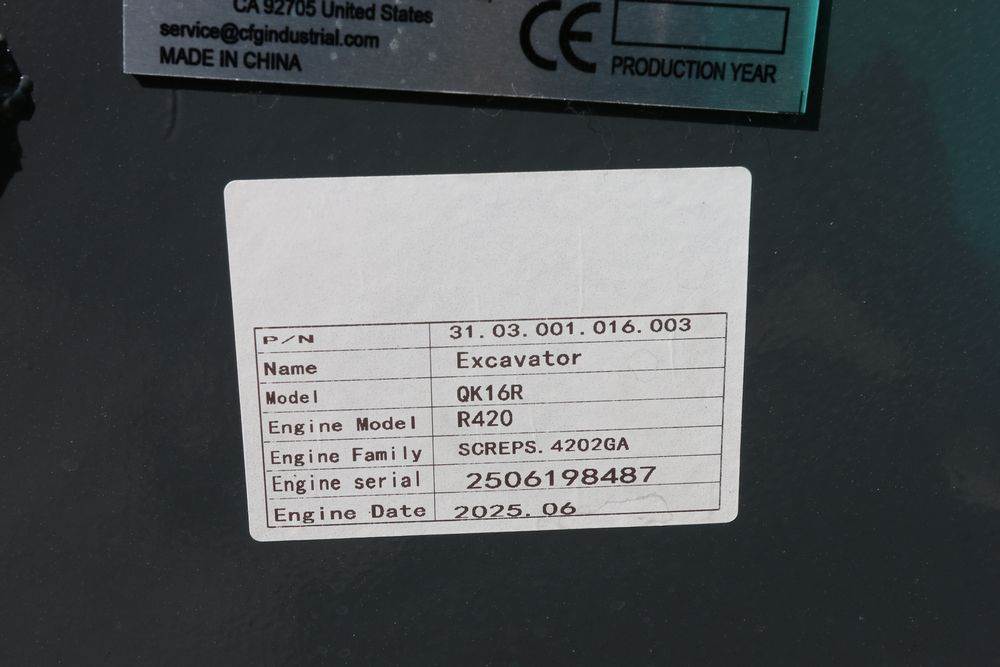 CA 92705 United States
service@cfgindustrial.com
MADE IN CHINA
CE
PRODUCTION YEAR
P/N 31.03.001.016.003
Name Excavator
Model QK16R
Engine Model R420
Engine Family SCREPS.4202GA
Engine serial 2506198487
Engine Date 2025.06